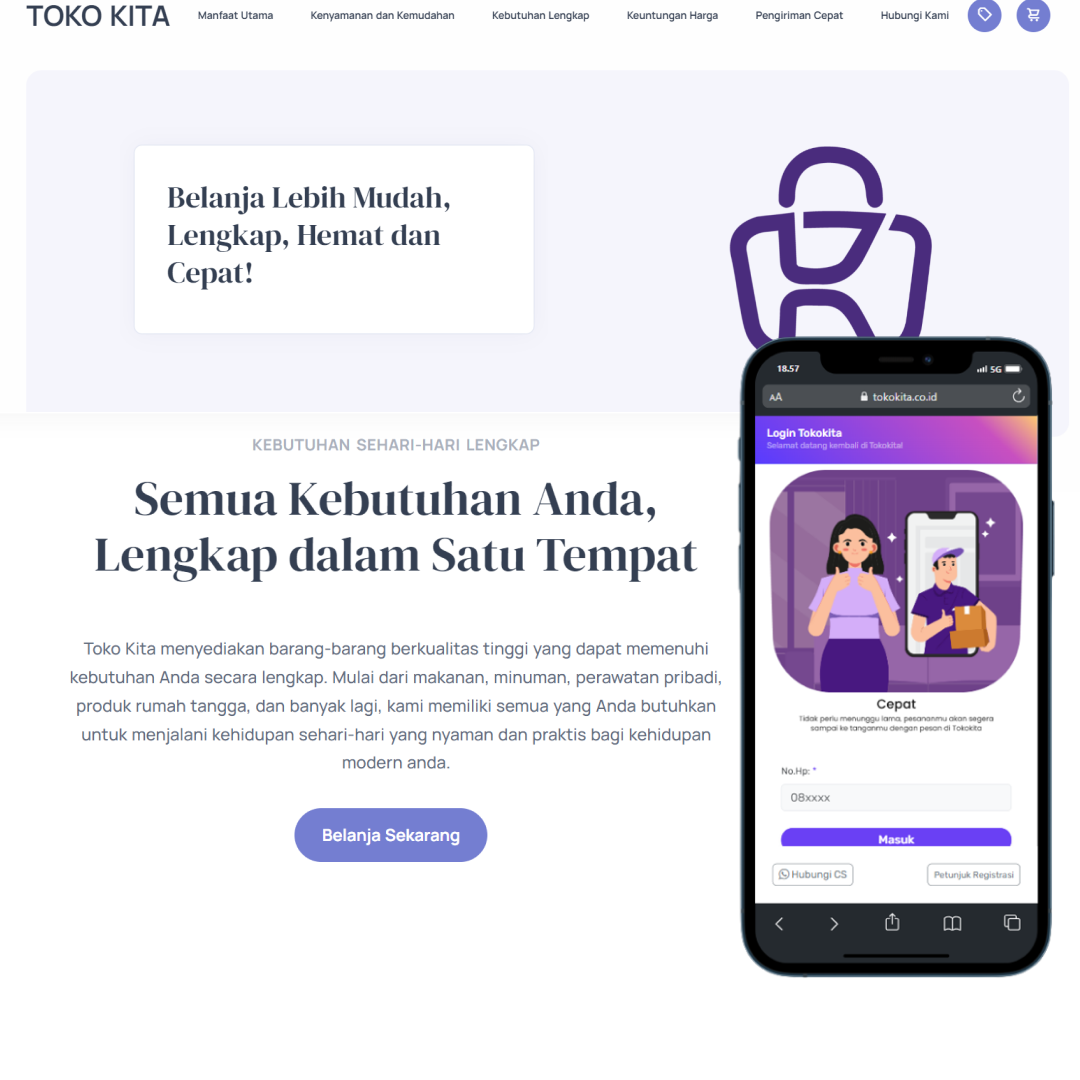 TOKO KITA
Manfaat Utama
Kenyamanan dan Kemudahan
Kebutuhan Lengkap
Keuntungan Harga
Pengiriman Cepat
Hubungi Kami
Belanja Lebih Mudah,
Lengkap, Hemat dan
Cepat!
KEBUTUHAN SEHARI-HARI LENGKAP
Semua Kebutuhan Anda,
Lengkap dalam Satu Tempat
Toko Kita menyediakan barang-barang berkualitas tinggi yang dapat memenuhi
kebutuhan Anda secara lengkap. Mulai dari makanan, minuman, perawatan pribadi,
produk rumah tangga, dan banyak lagi, kami memiliki semua yang Anda butuhkan
untuk menjalani kehidupan sehari-hari yang nyaman dan praktis bagi kehidupan
modern anda.
Belanja Sekarang
18.57
5G
AA
tokokita.co.id
Login Tokokita
Selamat datang kembali di Tokokita!
Cepat
Tidak perlu menunggu lama, pesananmu akan segera
sampai ke tanganmu dengan pesan di Tokokita
No.Hp: *
08xxxx
Masuk
Hubungi CS
Petunjuk Registrasi